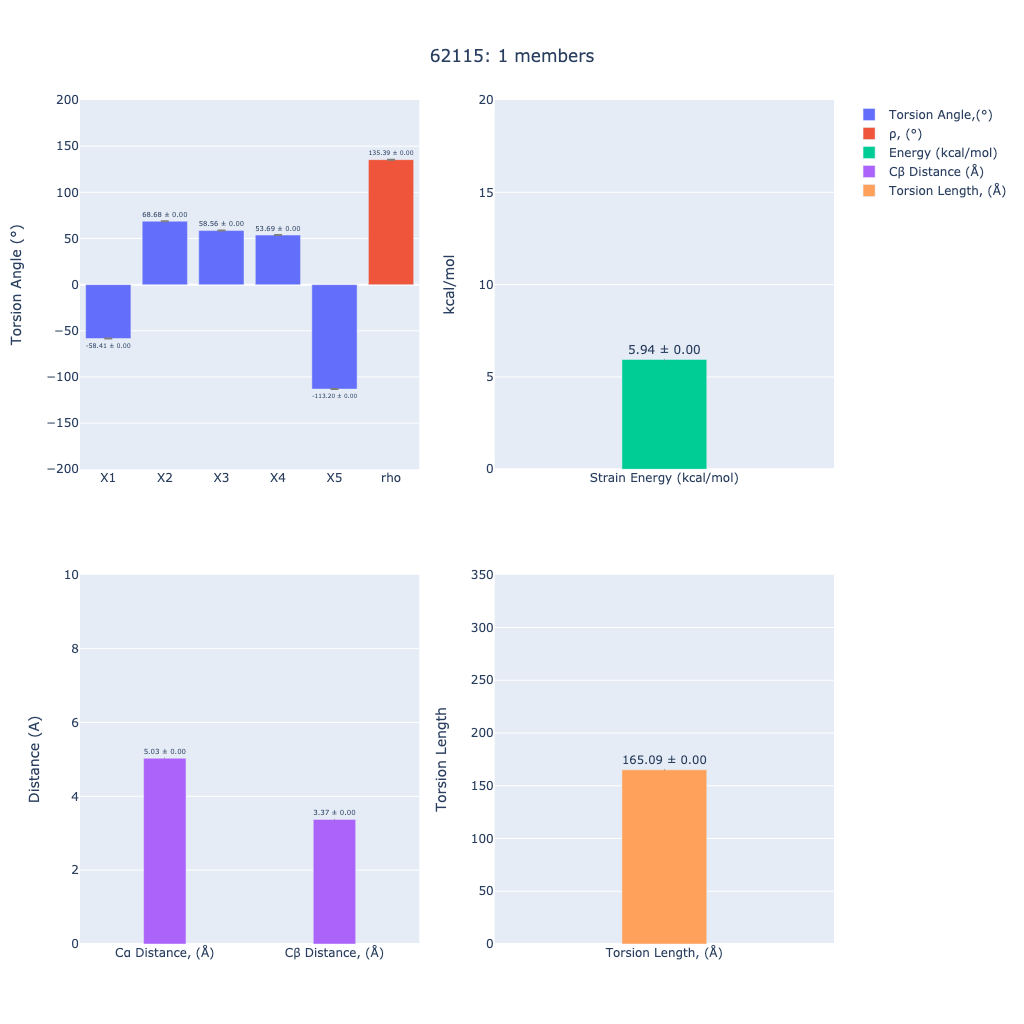 62115: 1 members
Torsion Angle (°)
200
150
100
50
0
−50
−100
−150
−200
-58.41 ± 0.00
68.68 ± 0.00
58.56 ± 0.00
53.69 ± 0.00
-113.20 ± 0.00
135.39 ± 0.00
X1 X2 X3 X4 X5 rho
kcal/mol
20
15
10
5
0
5.94 ± 0.00
Strain Energy (kcal/mol)
Torsion Angle,(°)
ρ, (°)
Energy (kcal/mol)
Cβ Distance (Å)
Torsion Length, (Å)
Distance (A)
10
8
6
4
2
0
5.03 ± 0.00
3.37 ± 0.00
Cα Distance, (Å) Cβ Distance, (Å)
Torsion Length
350
300
250
200
150
100
50
0
165.09 ± 0.00
Torsion Length, (Å)